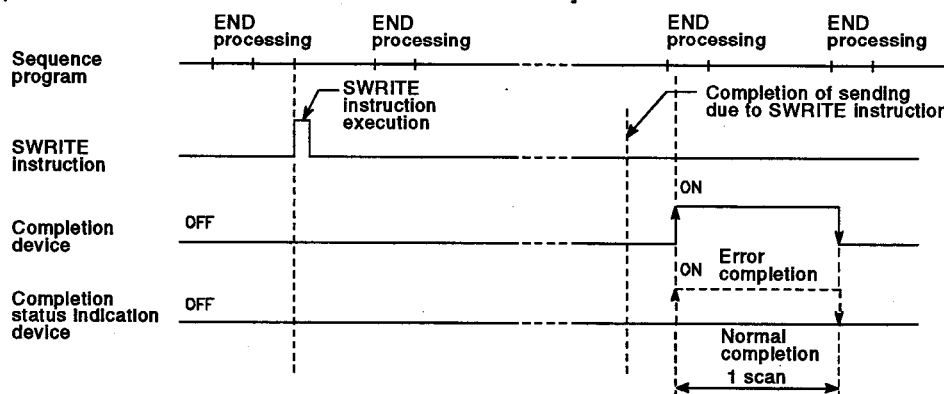 END
processing
END
processing
END
processing
END
processing
Sequence
program
SWRITE
instruction
execution
Completion of sending
due to SWRITE instruction
SWRITE
instruction
ON
OFF
Completion
device
Error
completion
ON
Completion
status indication
device
OFF
Normal
completion
1 scan